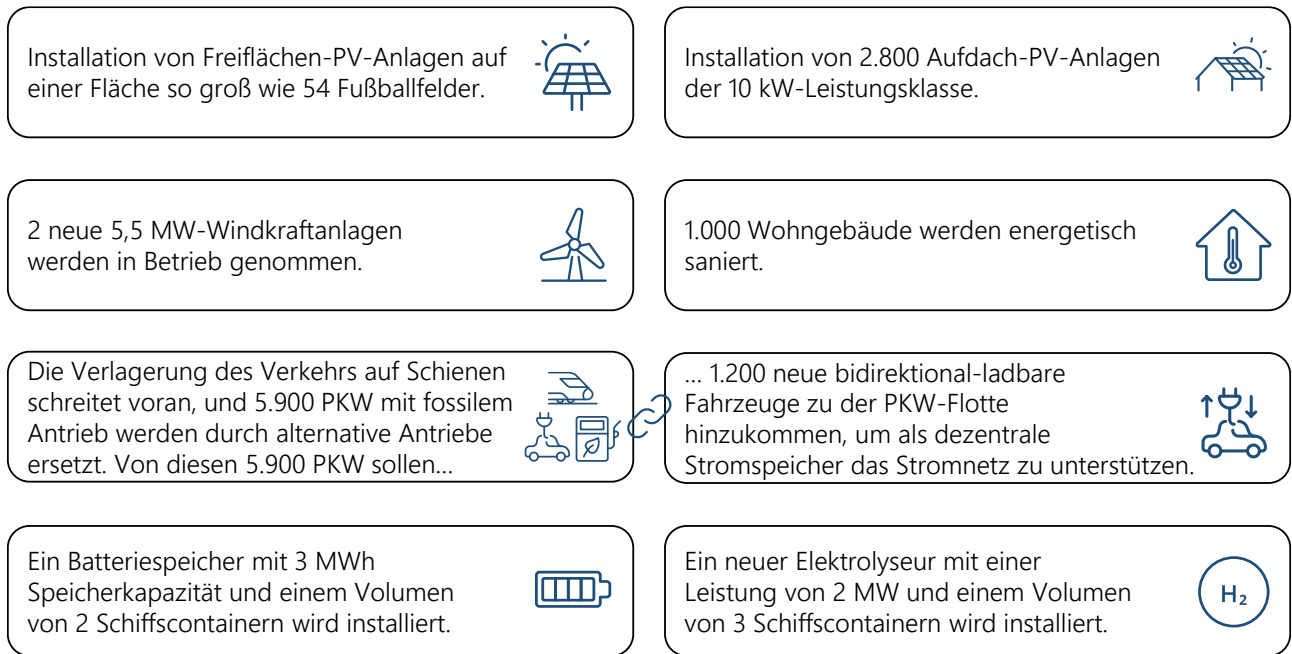 Installation von Freiflächen-PV-Anlagen auf
einer Fläche so groß wie 54 Fußballfelder.
Installation von 2.800 Aufdach-PV-Anlagen
der 10 kW-Leistungsklasse.
2 neue 5,5 MW-Windkraftanlagen
werden in Betrieb genommen.
1.000 Wohngebäude werden energetisch
saniert.
Die Verlagerung des Verkehrs auf Schienen
schreitet voran, und 5.900 PKW mit fossilem
Antrieb werden durch alternative Antriebe
ersetzt. Von diesen 5.900 PKW sollen...
... 1.200 neue bidirektional-ladbare
Fahrzeuge zu der PKW-Flotte
hinzukommen, um als dezentrale
Stromspeicher das Stromnetz zu unterstützen.
Ein Batteriespeicher mit 3 MWh
Speicherkapazität und einem Volumen
von 2 Schiffscontainern wird installiert.
Ein neuer Elektrolyseur mit einer
Leistung von 2 MW und einem Volumen
von 3 Schiffscontainern wird installiert.
H₂